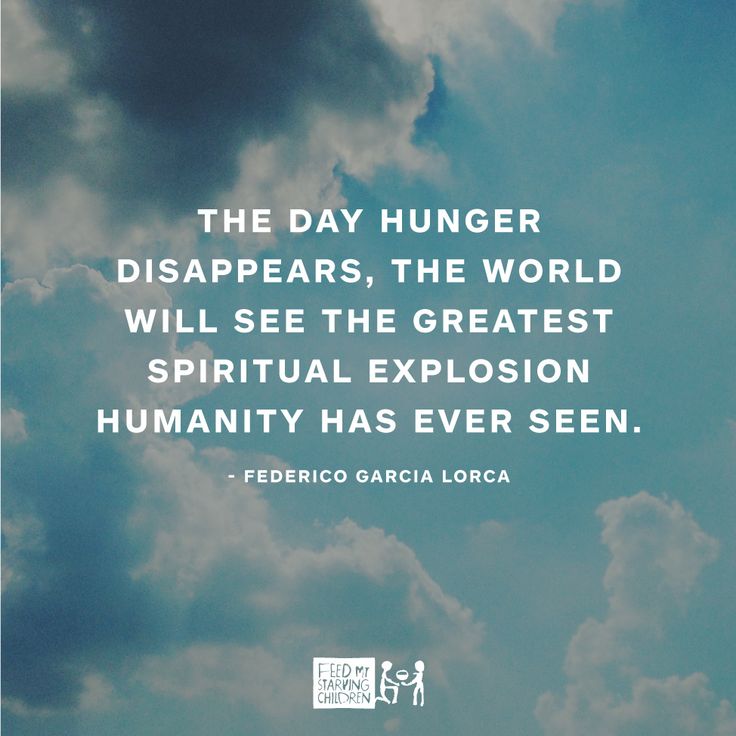 THE DAY HUNGER
DISAPPEARS, THE WORLD
WILL SEE THE GREATEST
SPIRITUAL EXPLOSION
HUMANITY HAS EVER SEEN.
- FEDERICO GARCIA LORCA
FEED MY
STARVING
CHILDREN